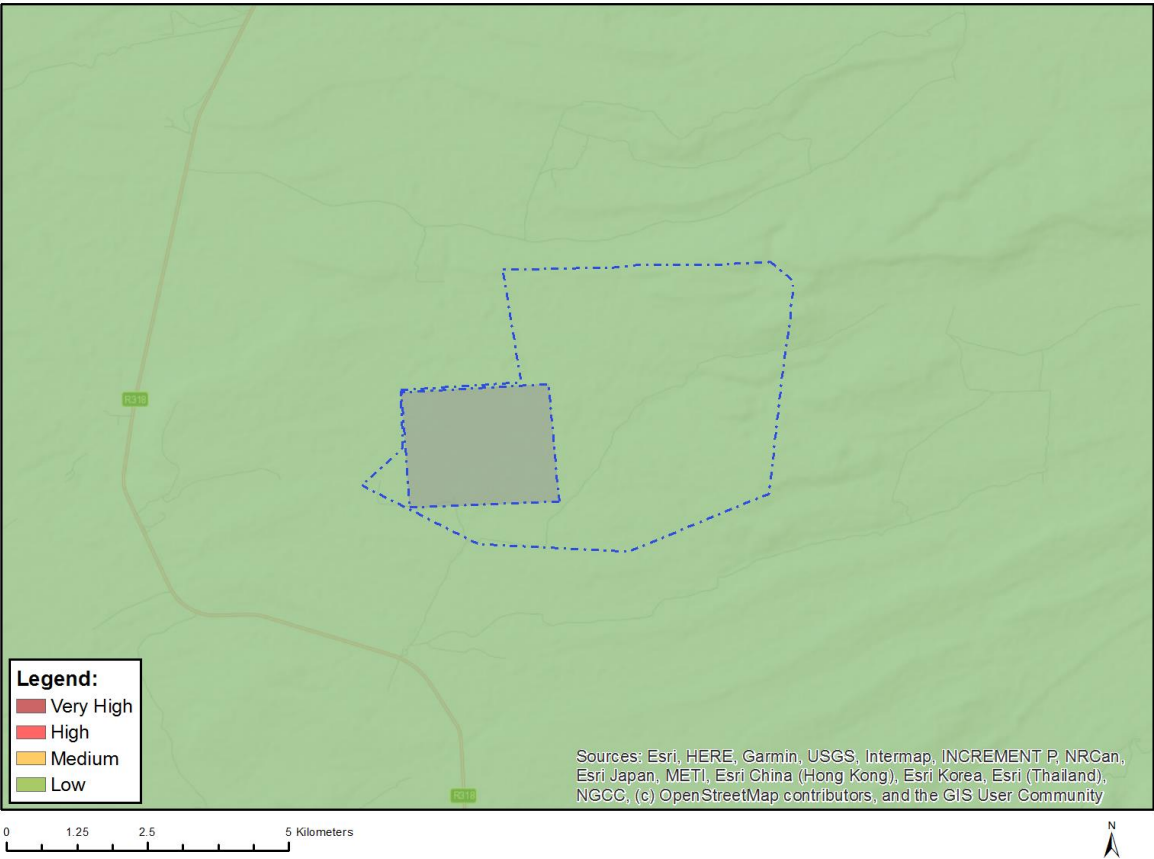 R318
R318
Legend:
Very High
High
Medium
Low
Sources: Esri, HERE, Garmin, USGS, Intermap, INCREMENT P, NRCan,
Esri Japan, METI, Esri China (Hong Kong), Esri Korea, Esri (Thailand),
NGCC, (c) OpenStreetMap contributors, and the GIS User Community
0 1.25 2.5 5 Kilometers
N